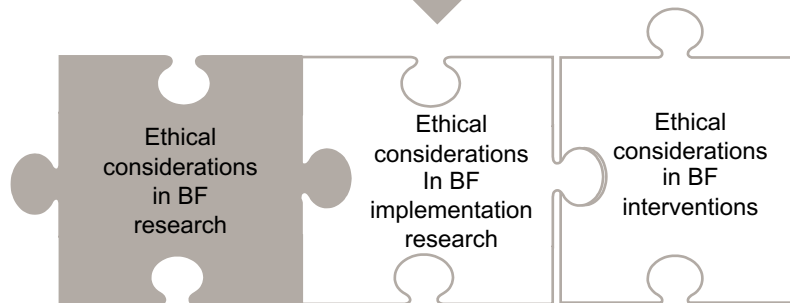 Ethical
considerations
in BF
research
Ethical
considerations
In BF
implementation
research
Ethical
considerations
in BF
interventions